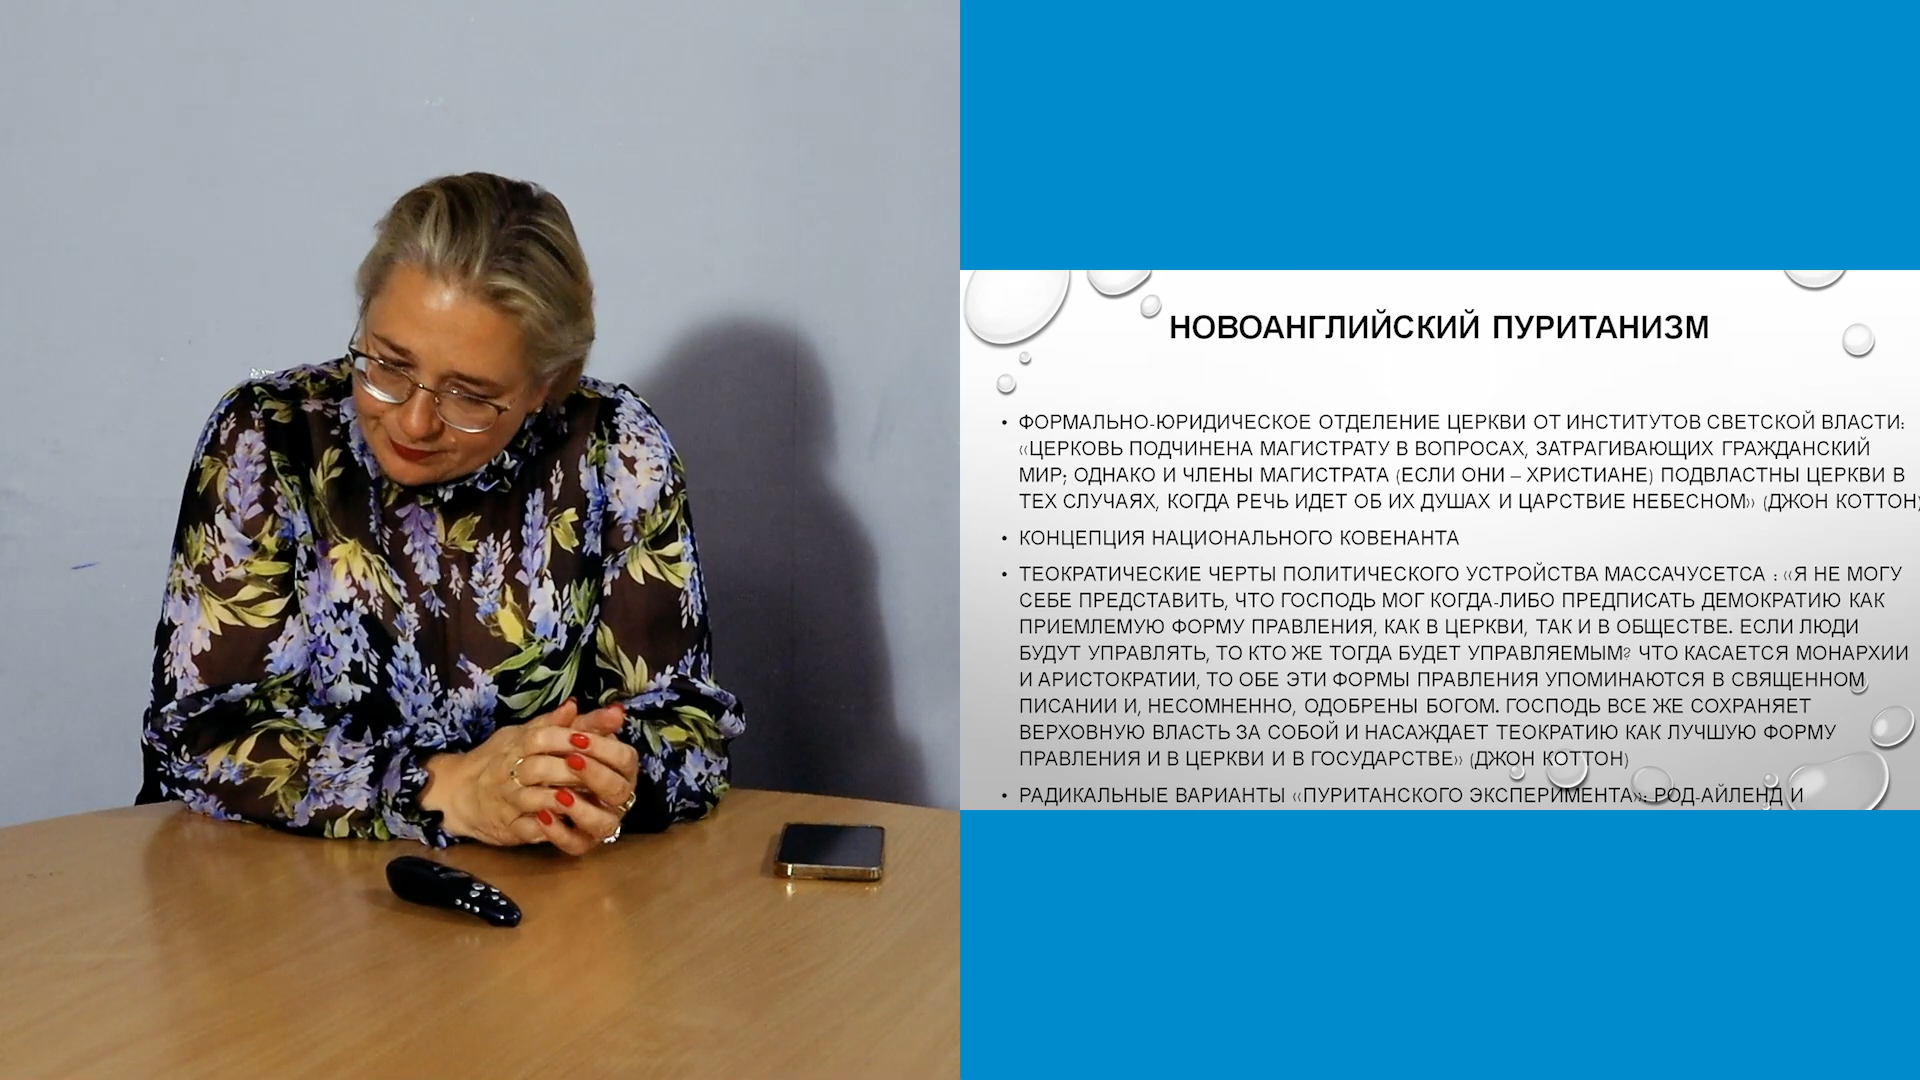 НОВОАНГЛИЙСКИЙ ПУРИТАНИЗМ
• ФОРМАЛЬНО-ЮРИДИЧЕСКОЕ ОТДЕЛЕНИЕ ЦЕРКВИ ОТ ИНСТИТУТОВ СВЕТСКОЙ ВЛАСТИ:
«ЦЕРКОВЬ ПОДЧИНЕНА МАГИСТРАТУ В ВОПРОСАХ, ЗАТРАГИВАЮЩИХ ГРАЖДАНСКИЙ
МИР; ОДНАКО И ЧЛЕНЫ МАГИСТРАТА (ЕСЛИ ОНИ – ХРИСТИАНЕ) ПОДВЛАСТНЫ ЦЕРКВИ В
ТЕХ СЛУЧАЯХ, КОГДА РЕЧЬ ИДЕТ ОБ ИХ ДУШАХ И ЦАРСТВИЕ НЕБЕСНОМ» (ДЖОН КОТТОН)
• КОНЦЕПЦИЯ НАЦИОНАЛЬНОГО КОВЕНАНТА
• ТЕОКРАТИЧЕСКИЕ ЧЕРТЫ ПОЛИТИЧЕСКОГО УСТРОЙСТВА МАССАЧУСЕТСА : «Я НЕ МОГУ
СЕБЕ ПРЕДСТАВИТЬ, ЧТО ГОСПОДЬ МОГ КОГДА-ЛИБО ПРЕДПИСАТЬ ДЕМОКРАТИЮ КАК
ПРИЕМЛЕМУЮ ФОРМУ ПРАВЛЕНИЯ, КАК В ЦЕРКВИ, ТАК И В ОБЩЕСТВЕ. ЕСЛИ ЛЮДИ
БУДУТ УПРАВЛЯТЬ, ТО КТО ЖЕ ТОГДА БУДЕТ УПРАВЛЯЕМЫМ? ЧТО КАСАЕТСЯ МОНАРХИИ
И АРИСТОКРАТИИ, ТО ОБЕ ЭТИ ФОРМЫ ПРАВЛЕНИЯ УПОМИНАЮТСЯ В СВЯЩЕННОМ
ПИСАНИИ И, НЕСОМНЕННО, ОДОБРЕНЫ БОГОМ. ГОСПОДЬ ВСЕ ЖЕ СОХРАНЯЕТ
ВЕРХОВНУЮ ВЛАСТЬ ЗА СОБОЙ И НАСАЖДАЕТ ТЕОКРАТИЮ КАК ЛУЧШУЮ ФОРМУ
ПРАВЛЕНИЯ И В ЦЕРКВИ И В ГОСУДАРСТВЕ» (ДЖОН КОТТОН)
• РАДИКАЛЬНЫЕ ВАРИАНТЫ «ПУРИТАНСКОГО ЭКСПЕРИМЕНТА»: РОД-АЙЛЕНД И